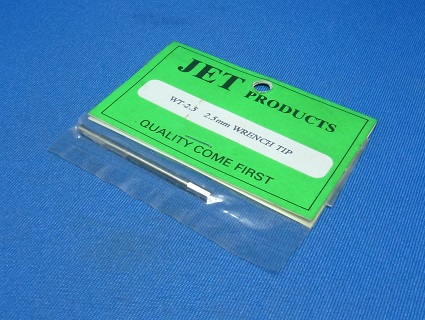 JET PRODUCTS
WT-2.5 2.5mm WRENCH TIP
QUALITY COME FIRST